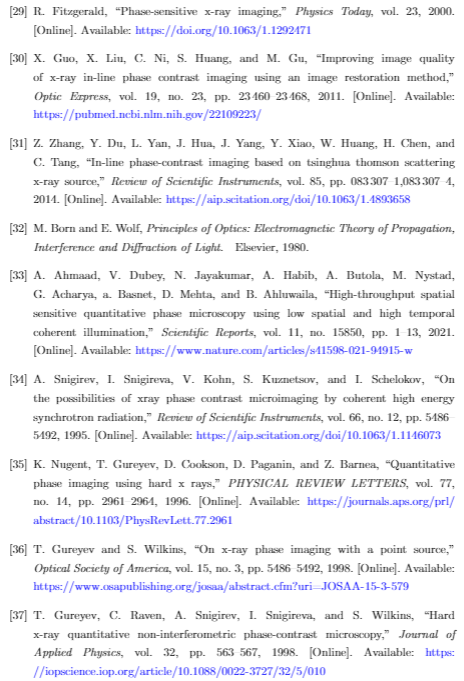 [29] R. Fitzgerald, “Phase-sensitive x-ray imaging,” Physics Today, vol. 23, 2000.
[Online]. Available: https://doi.org/10.1063/1.1292471
[30] X. Guo, X. Liu, C. Ni, S. Huang, and M. Gu, “Improving image quality
of x-ray in-line phase contrast imaging using an image restoration method,”
Optic Express, vol. 19, no. 23, pp. 23 460–23 468, 2011. [Online]. Available:
https://pubmed.ncbi.nlm.nih.gov/22109223/
[31] Z. Zhang, Y. Du, L. Yan, J. Hua, J. Yang, Y. Xiao, W. Huang, H. Chen, and
C. Tang, “In-line phase-contrast imaging based on tsinghua thomson scattering
x-ray source,” Review of Scientific Instruments, vol. 85, pp. 083 307–1,083 307–4,
2014. [Online]. Available: https://aip.scitation.org/doi/10.1063/1.4893658
[32] M. Born and E. Wolf, Principles of Optics: Electromagnetic Theory of Propagation,
Interference and Diffraction of Light. Elsevier, 1980.
[33] A. Ahmaad, V. Dubey, N. Jayakumar, A. Habib, A. Butola, M. Nystad,
G. Acharya, a. Basnet, D. Mehta, and B. Ahluwaila, “High-throughput spatial
sensitive quantitative phase microscopy using low spatial and high temporal
coherent illumination,” Scientific Reports, vol. 11, no. 15850, pp. 1–13, 2021.
[Online]. Available: https://www.nature.com/articles/s41598-021-94915-w
[34] A. Snigirev, I. Snigireva, V. Kohn, S. Kuznetsov, and I. Schelokov, “On
the possibilities of xray phase contrast microimaging by coherent high energy
synchrotron radiation,” Review of Scientific Instruments, vol. 66, no. 12, pp. 5486–
5492, 1995. [Online]. Available: https://aip.scitation.org/doi/10.1063/1.1146073
[35] K. Nugent, T. Gureyev, D. Cookson, D. Paganin, and Z. Barnea, “Quantitative
phase imaging using hard x rays,” PHYSICAL REVIEW LETTERS, vol. 77,
no. 14, pp. 2961–2964, 1996. [Online]. Available: https://journals.aps.org/prl/
abstract/10.1103/PhysRevLett.77.2961
[36] T. Gureyev and S. Wilkins, “On x-ray phase imaging with a point source,”
Optical Society of America, vol. 15, no. 3, pp. 5486–5492, 1998. [Online]. Available:
https://www.osapublishing.org/josaa/abstract.cfm?uri=JOSAA-15-3-579
[37] T. Gureyev, C. Raven, A. Snigirev, I. Snigireva, and S. Wilkins, “Hard
x-ray quantitative non-interferometric phase-contrast microscopy,” Journal of
Applied Physics, vol. 32, pp. 563–567, 1998. [Online]. Available: https:
//iopscience.iop.org/article/10.1088/0022-3727/32/5/010